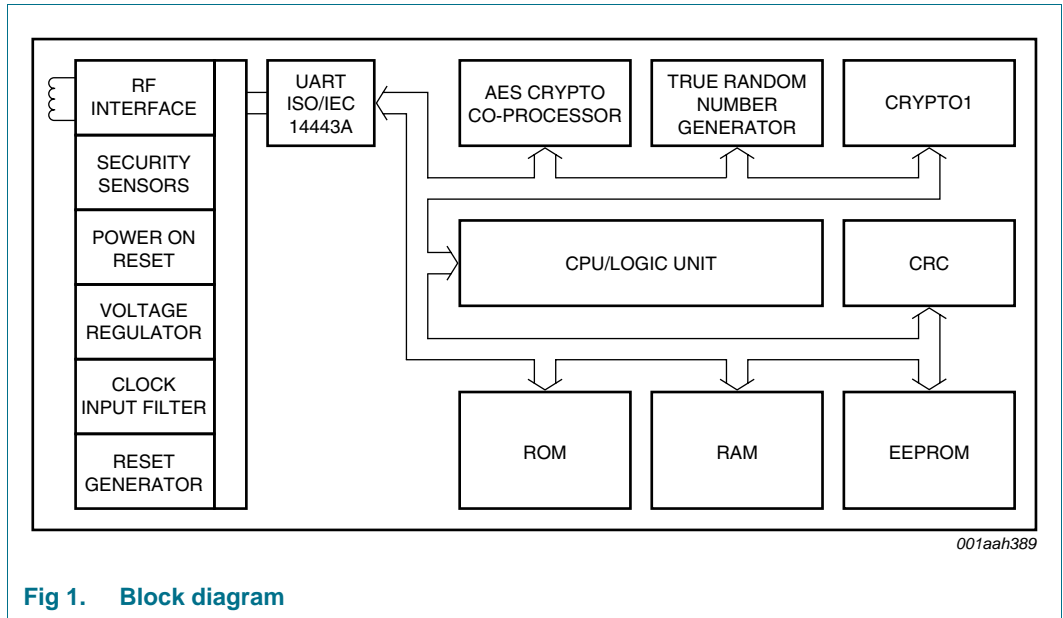 RF
INTERFACE
SECURITY
SENSORS
POWER ON
RESET
VOLTAGE
REGULATOR
CLOCK
INPUT FILTER
RESET
GENERATOR
UART
ISO/IEC
14443A
AES CRYPTO
CO-PROCESSOR
TRUE RANDOM
NUMBER
GENERATOR
CRYPTO1
CPU/LOGIC UNIT
CRC
ROM
RAM
EEPROM
001aah389
Fig 1. Block diagram